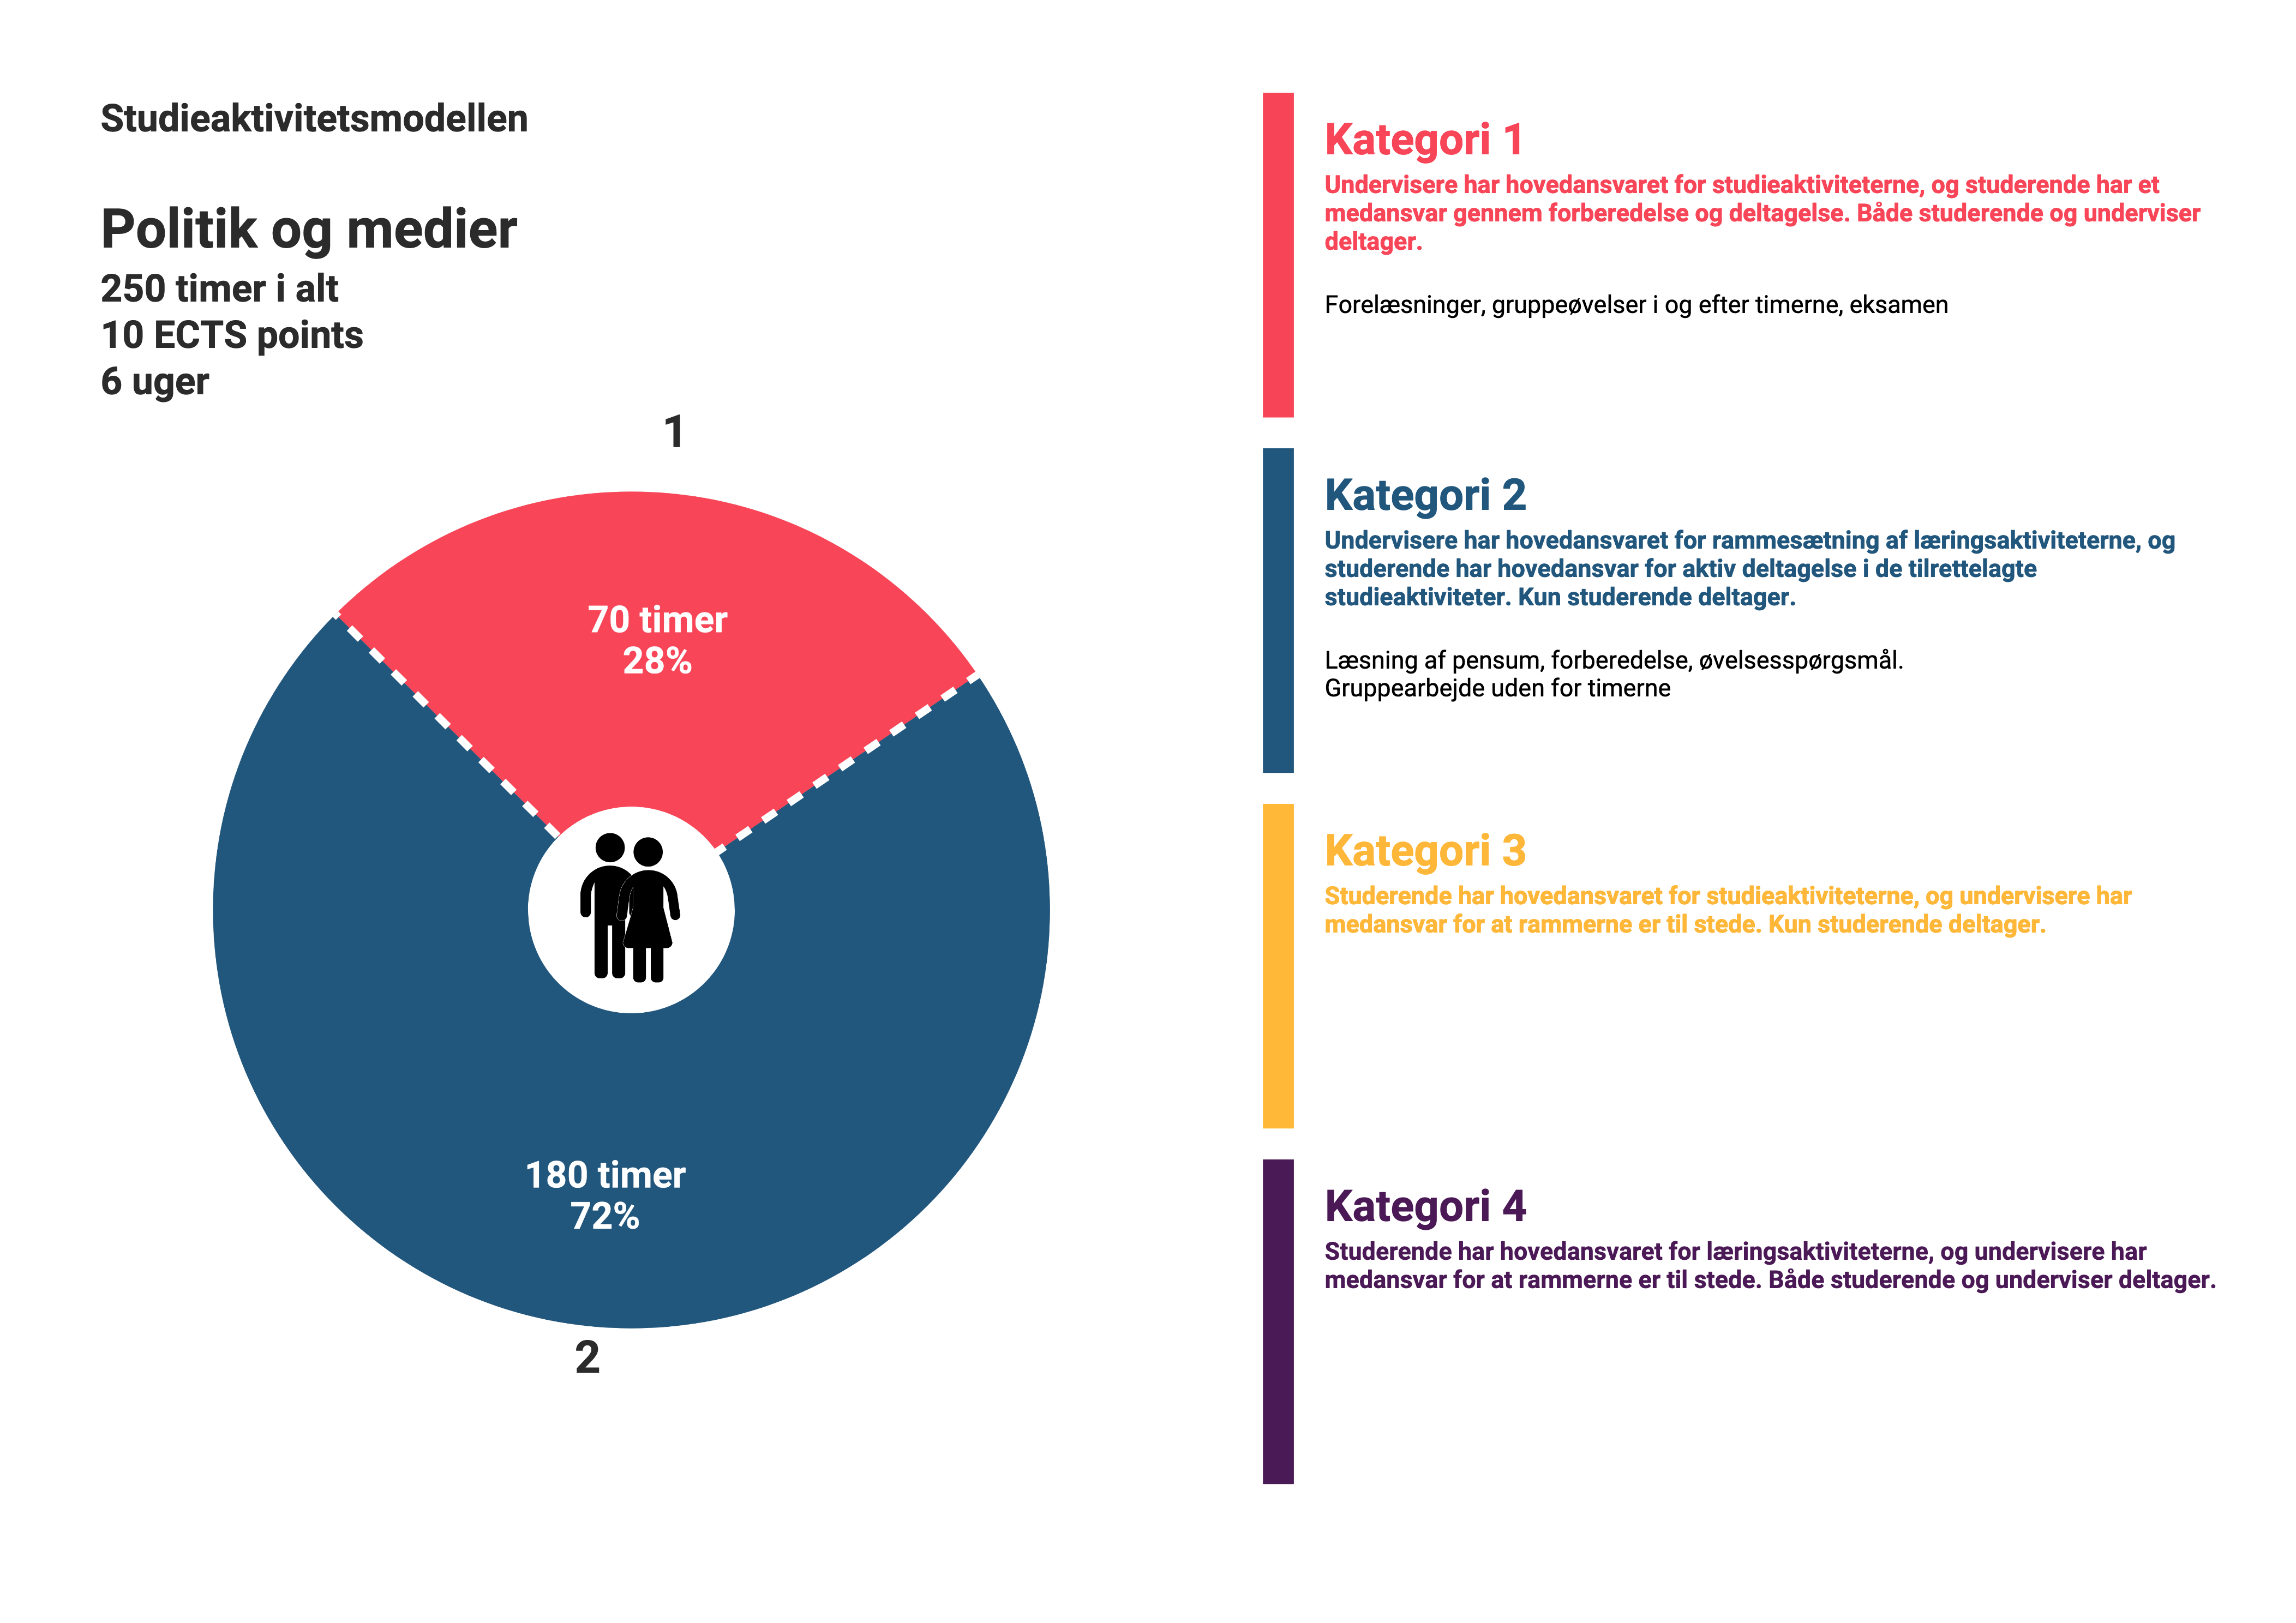 Studieaktivitetsmodellen
Politik og medier
250 timer i alt
10 ECTS points
6 uger
1
70 timer
28%
180 timer
72%
2
Kategori 1
Undervisere har hovedansvaret for studieaktiviteterne, og studerende har et
medansvar gennem forberedelse og deltagelse. Både studerende og underviser
deltager.
Forelæsninger, gruppeøvelser i og efter timerne, eksamen
Kategori 2
Undervisere har hovedansvaret for rammesætning af læringsaktiviteterne, og
studerende har hovedansvar for aktiv deltagelse i de tilrettelagte
studieaktiviteter. Kun studerende deltager.
Læsning af pensum, forberedelse, øvelsesspørgsmål.
Gruppearbejde uden for timerne
Kategori 3
Studerende har hovedansvaret for studieaktiviteterne, og undervisere har
medansvar for at rammerne er til stede. Kun studerende deltager.
Kategori 4
Studerende har hovedansvaret for læringsaktiviteterne, og undervisere har
medansvar for at rammerne er til stede. Både studerende og underviser deltager.